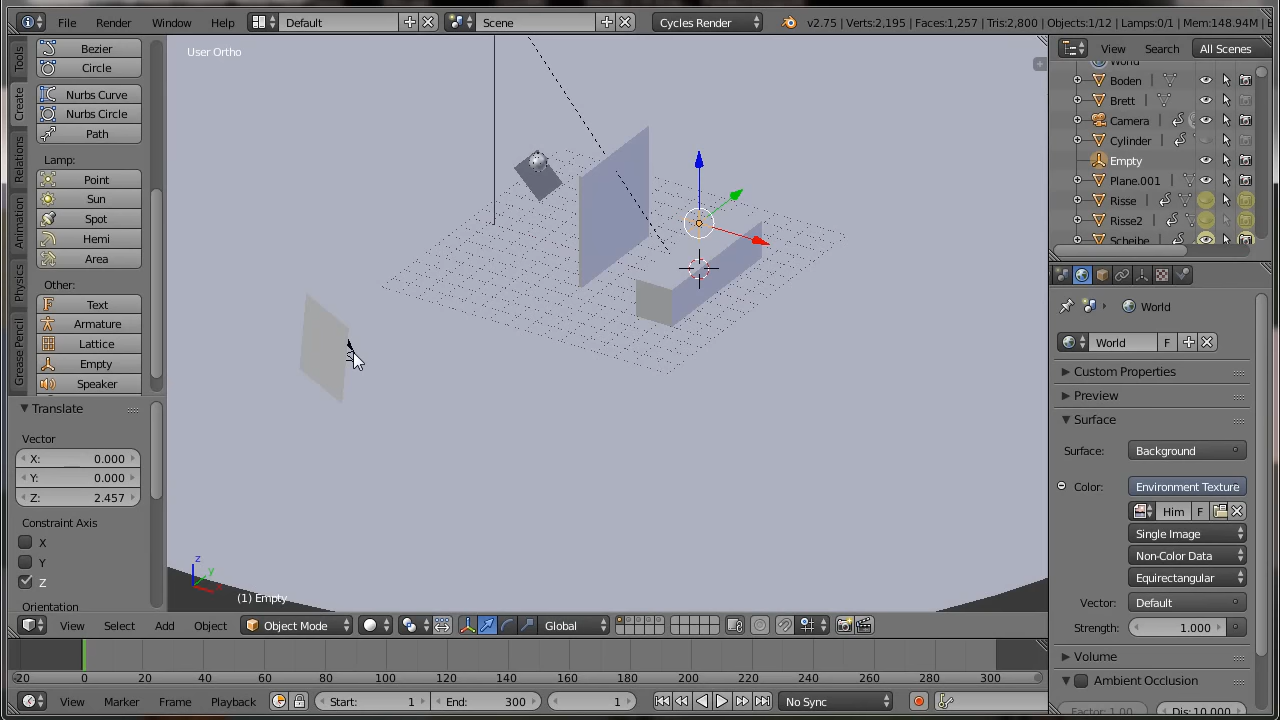 File Render Window Help Default Scene Cycles Render v2.75 | Verts:2,195 | Faces:1,257 | Tris:2,800 | Objects:1/12 | Lamps:0/1 | Mem:148.94M |
Tools
Create
Relations
Animation
Physics
Grease Pencil
Bezier
Circle
Nurbs Curve
Nurbs Circle
Path
Lamp:
Point
Sun
Spot
Hemi
Area
Other:
Text
Armature
Lattice
Empty
Speaker
Translate
Vector
X: 0.000
Y: 0.000
Z: 2.457
Constraint Axis
X
Y
Z
Orientation
User Ortho
z
y
(1) Empty
View Select Add Object Object Mode Global
View Search All Scenes
World
Boden
Brett
Camera
Cylinder
Empty
Plane.001
Risse
Risse2
Scheibe
World
World F
Custom Properties
Preview
Surface
Surface: Background
Color: Environment Texture
Him F
Single Image
Non-Color Data
Equirectangular
Vector: Default
Strength: 1.000
Volume
Ambient Occlusion
Factor: 1.00 Dis: 10.000
-20 0 20 40 60 80 100 120 140 160 180 200 220 240 260 280 300
View Marker Frame Playback Start: 1 End: 300 1 No Sync